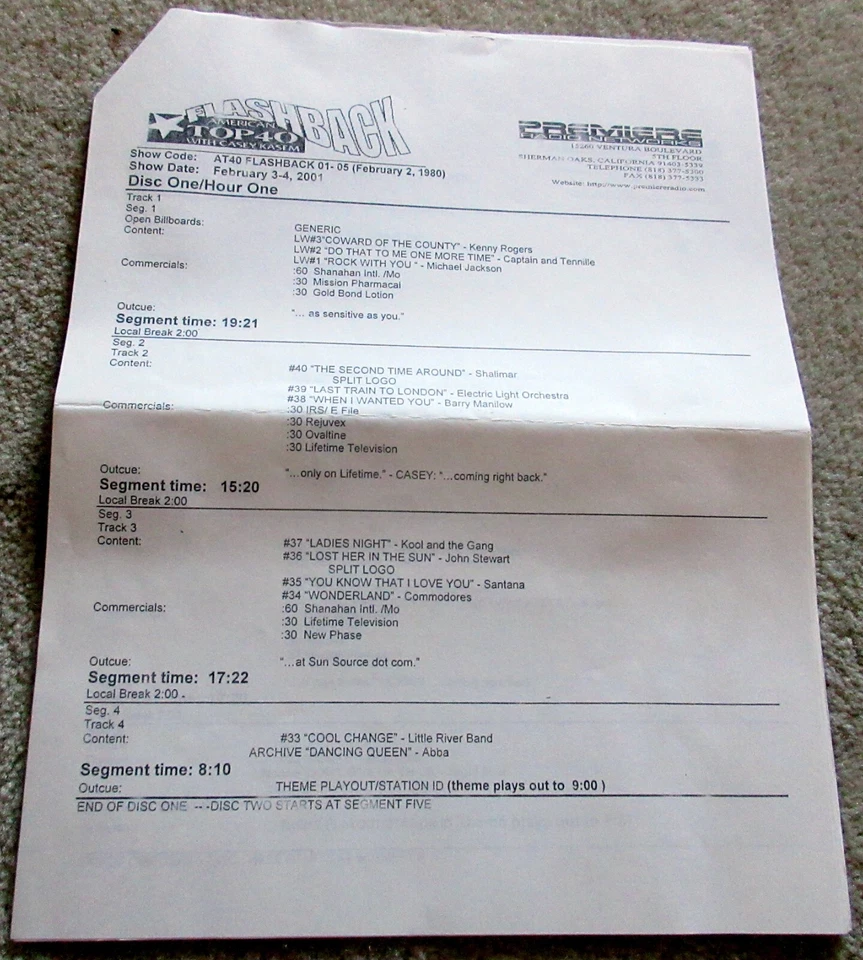 FLASHBACK
AMERICAN
TOP40
WITH CASEY KASEM
PREMIERE
RADIO NETWORKS
15260 VENTURA BOULEVARD
5TH FLOOR
SHERMAN OAKS, CALIFORNIA 91403-5339
TELEPHONE (818) 377-5300
FAX (818) 377-5333
Website: http://www.premiereradio.com
Show Code: AT40 FLASHBACK 01- 05 (February 2, 1980)
Show Date: February 3-4, 2001
Disc One/Hour One
Track 1
Seg. 1
Open Billboards: GENERIC
Content: LW#3"COWARD OF THE COUNTY" - Kenny Rogers
LW#2 "DO THAT TO ME ONE MORE TIME" - Captain and Tennille
LW#1 "ROCK WITH YOU " - Michael Jackson
Commercials: :60 Shanahan Intl. /Mo
:30 Mission Pharmacal
:30 Gold Bond Lotion
Outcue: "... as sensitive as you."
Segment time: 19:21
Local Break 2:00
Seg. 2
Track 2
Content: #40 "THE SECOND TIME AROUND" - Shalimar
SPLIT LOGO
#39 "LAST TRAIN TO LONDON" - Electric Light Orchestra
#38 "WHEN I WANTED YOU" - Barry Manilow
Commercials: :30 IRS/ E File
:30 Rejuvex
:30 Ovaltine
:30 Lifetime Television
Outcue: "...only on Lifetime." - CASEY: "...coming right back."
Segment time: 15:20
Local Break 2:00
Seg. 3
Track 3
Content: #37 "LADIES NIGHT" - Kool and the Gang
#36 "LOST HER IN THE SUN" - John Stewart
SPLIT LOGO
#35 "YOU KNOW THAT I LOVE YOU" - Santana
#34 "WONDERLAND" - Commodores
Commercials: :60 Shanahan Intl. /Mo
:30 Lifetime Television
:30 New Phase
Outcue: "...at Sun Source dot com."
Segment time: 17:22
Local Break 2:00
Seg. 4
Track 4
Content: #33 "COOL CHANGE" - Little River Band
ARCHIVE "DANCING QUEEN" - Abba
Segment time: 8:10
Outcue: THEME PLAYOUT/STATION ID (theme plays out to 9:00 )
END OF DISC ONE -- -DISC TWO STARTS AT SEGMENT FIVE